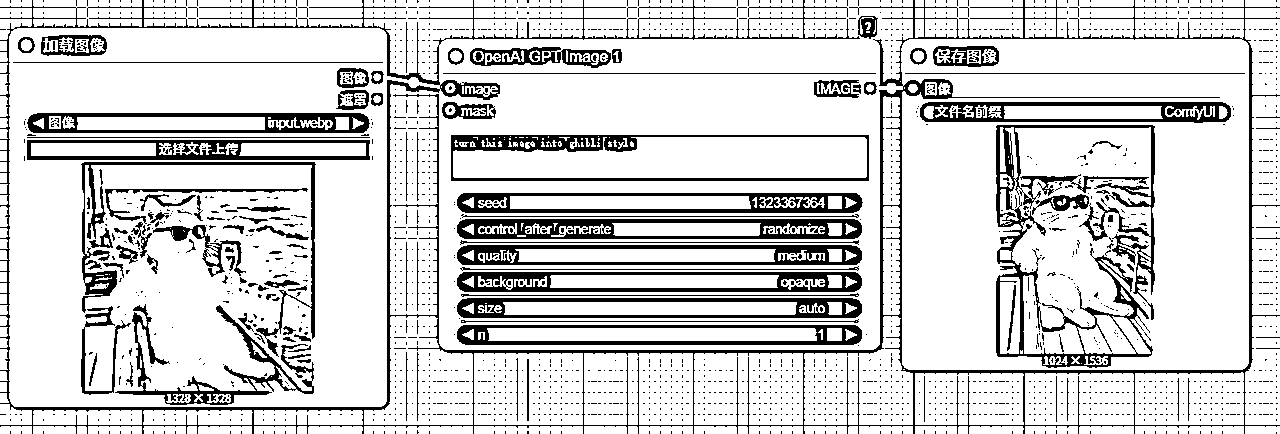 加载图像
图像
遮罩
图像 input.webp
选择文件上传
1328 × 1328
?
OpenAI GPT Image 1
image
IMAGE
mask
turn this image into ghibli style
seed 1323367364
control_after_generate randomize
quality medium
background opaque
size auto
n 1
保存图像
图像
文件名前缀 ComfyUI
1024 × 1536